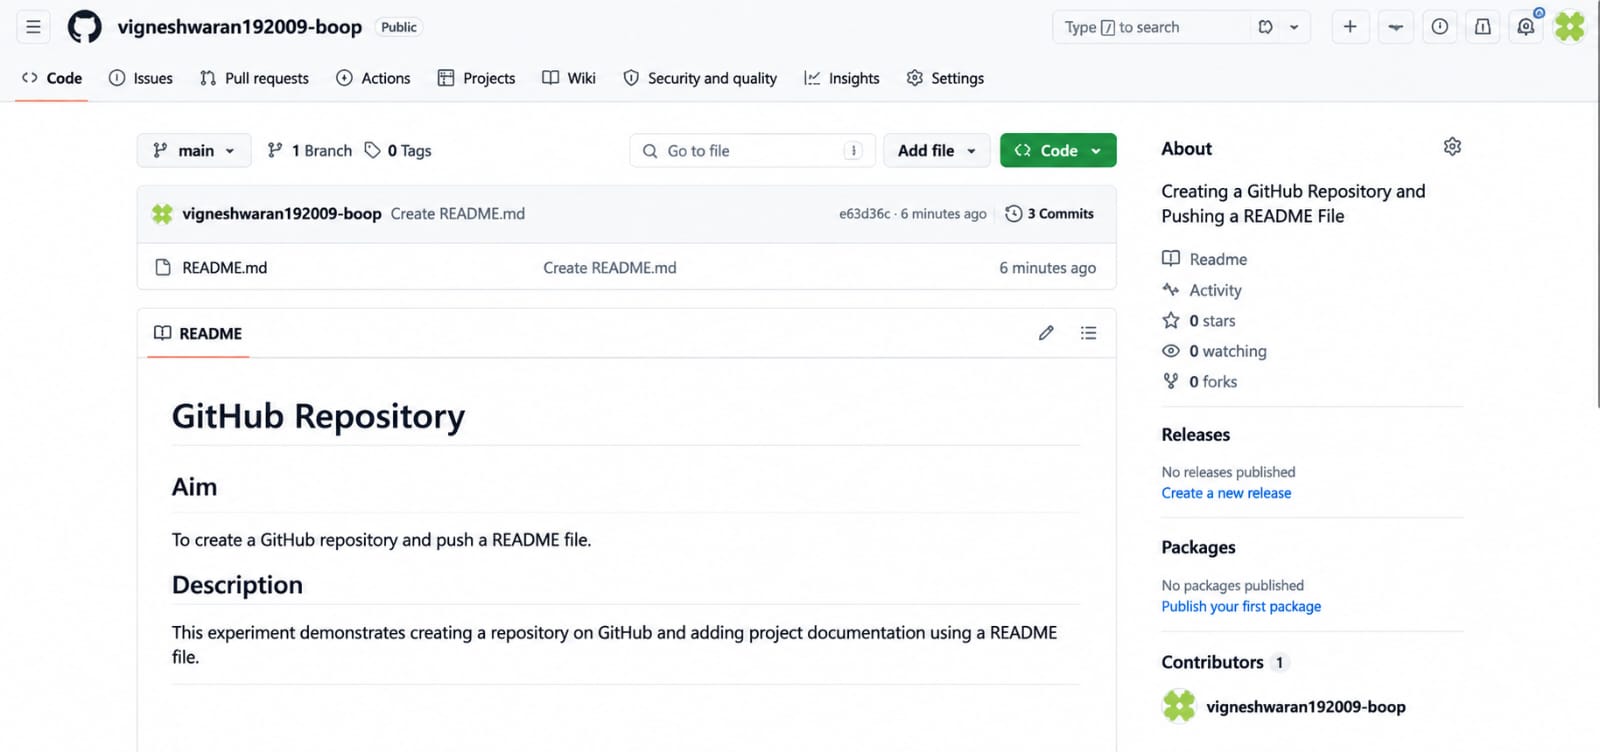 vigneshwaran192009-boop Public
Type / to search
Code Issues Pull requests Actions Projects Wiki Security and quality Insights Settings
main 1 Branch 0 Tags Go to file Add file Code
vigneshwaran192009-boop Create README.md e63d36c · 6 minutes ago 3 Commits
README.md Create README.md 6 minutes ago
README
GitHub Repository
Aim
To create a GitHub repository and push a README file.
Description
This experiment demonstrates creating a repository on GitHub and adding project documentation using a README
file.
About
Creating a GitHub Repository and
Pushing a README File
Readme
Activity
0 stars
0 watching
0 forks
Releases
No releases published
Create a new release
Packages
No packages published
Publish your first package
Contributors 1
vigneshwaran192009-boop